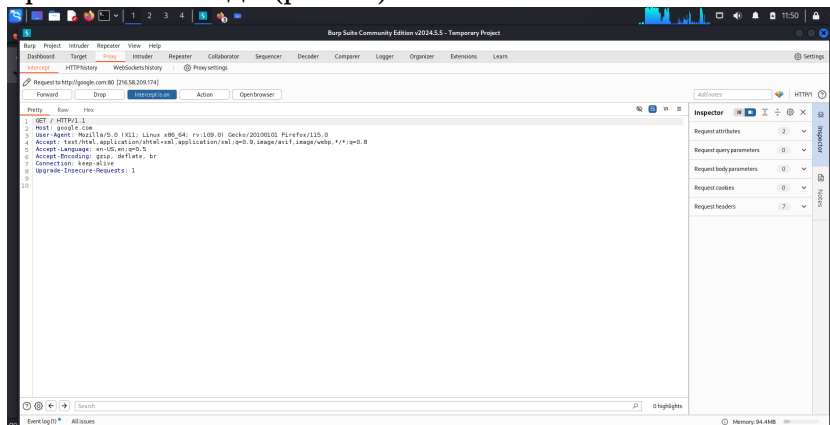 1 2 3 4
11:50
Burp Suite Community Edition v2024.5.5 - Temporary Project
Burp Project Intruder Repeater View Help
Dashboard Target Proxy Intruder Repeater Collaborator Sequencer Decoder Comparer Logger Organizer Extensions Learn
Settings
Intercept HTTP history WebSockets history Proxy settings
Request to http://google.com:80 [216.58.209.174]
Forward Drop Intercept is on Action Open browser
Add notes HTTP/1
Pretty Raw Hex
Inspector
1 GET / HTTP/1.1
2 Host: google.com
3 User-Agent: Mozilla/5.0 (X11; Linux x86_64; rv:109.0) Gecko/20100101 Firefox/115.0
4 Accept: text/html,application/xhtml+xml,application/xml;q=0.9,image/avif,image/webp,*/*;q=0.8
5 Accept-Language: en-US,en;q=0.5
6 Accept-Encoding: gzip, deflate, br
7 Connection: keep-alive
8 Upgrade-Insecure-Requests: 1
9
10
Request attributes 2
Request query parameters 0
Request body parameters 0
Request cookies 0
Request headers 7
Inspector
Notes
Search
0 highlights
Event log (1) All issues
Memory: 94.4MB